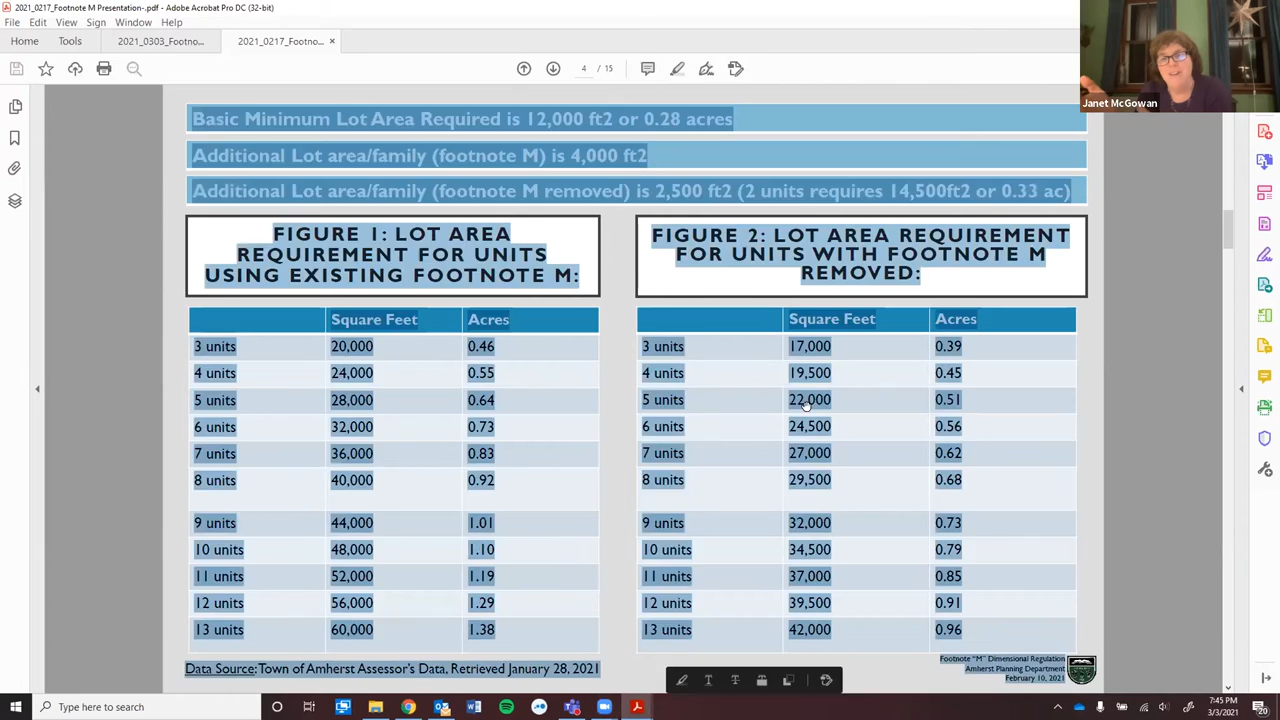 2021_0217_Footnote M Presentation-.pdf - Adobe Acrobat Pro DC (32-bit)
File Edit View Sign Window Help
Home Tools 2021_0303_Footno... 2021_0217_Footno... ×
4 / 15
Janet McGowan
Basic Minimum Lot Area Required is 12,000 ft2 or 0.28 acres
Additional Lot area/family (footnote M) is 4,000 ft2
Additional Lot area/family (footnote M removed) is 2,500 ft2 (2 units requires 14,500ft2 or 0.33 ac)
FIGURE 1: LOT AREA
REQUIREMENT FOR UNITS
USING EXISTING FOOTNOTE M:
Square Feet Acres
3 units 20,000 0.46
4 units 24,000 0.55
5 units 28,000 0.64
6 units 32,000 0.73
7 units 36,000 0.83
8 units 40,000 0.92
9 units 44,000 1.01
10 units 48,000 1.10
11 units 52,000 1.19
12 units 56,000 1.29
13 units 60,000 1.38
FIGURE 2: LOT AREA REQUIREMENT
FOR UNITS WITH FOOTNOTE M
REMOVED:
Square Feet Acres
3 units 17,000 0.39
4 units 19,500 0.45
5 units 22,000 0.51
6 units 24,500 0.56
7 units 27,000 0.62
8 units 29,500 0.68
9 units 32,000 0.73
10 units 34,500 0.79
11 units 37,000 0.85
12 units 39,500 0.91
13 units 42,000 0.96
Data Source: Town of Amherst Assessor's Data, Retrieved January 28, 2021
Footnote "M" Dimensional Regulation
Amherst Planning Department
February 10, 2021
Type here to search
7:45 PM
3/3/2021
20